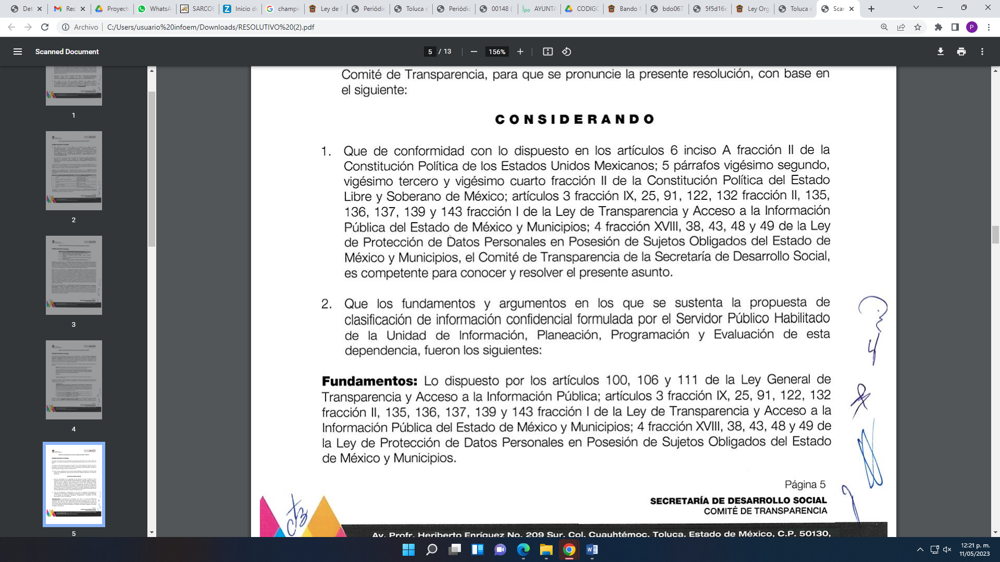 Det
Rec
Proyect
WhatsA
SARCOE
Inicio de
champi
Ley de F
Periódic
Toluca c
Periódic
00148 (
AYUNTA
CODIGO
Bando M
bdo067
5f5d16e
Ley Org
Toluca c
Scar
Archivo
C:/Users/usuario%20infoem/Downloads/RESOLUTIVO%20(2).pdf
P
Scanned Document
5 / 13
156%
1
2
3
4
5
Comité de Transparencia, para que se pronuncie la presente resolución, con base en
el siguiente:
CONSIDERANDO
1. Que de conformidad con lo dispuesto en los artículos 6 inciso A fracción II de la
Constitución Política de los Estados Unidos Mexicanos; 5 párrafos vigésimo segundo,
vigésimo tercero y vigésimo cuarto fracción II de la Constitución Política del Estado
Libre y Soberano de México; artículos 3 fracción IX, 25, 91, 122, 132 fracción II, 135,
136, 137, 139 y 143 fracción I de la Ley de Transparencia y Acceso a la Información
Pública del Estado de México y Municipios; 4 fracción XVIII, 38, 43, 48 y 49 de la Ley
de Protección de Datos Personales en Posesión de Sujetos Obligados del Estado de
México y Municipios, el Comité de Transparencia de la Secretaría de Desarrollo Social,
es competente para conocer y resolver el presente asunto.
2. Que los fundamentos y argumentos en los que se sustenta la propuesta de
clasificación de información confidencial formulada por el Servidor Público Habilitado
de la Unidad de Información, Planeación, Programación y Evaluación de esta
dependencia, fueron los siguientes:
Fundamentos: Lo dispuesto por los artículos 100, 106 y 111 de la Ley General de
Transparencia y Acceso a la Información Pública; artículos 3 fracción IX, 25, 91, 122, 132
fracción II, 135, 136, 137, 139 y 143 fracción I de la Ley de Transparencia y Acceso a la
Información Pública del Estado de México y Municipios; 4 fracción XVIII, 38, 43, 48 y 49 de
la Ley de Protección de Datos Personales en Posesión de Sujetos Obligados del Estado
de México y Municipios.
Página 5
SECRETARÍA DE DESARROLLO SOCIAL
COMITÉ DE TRANSPARENCIA
Av. Profr. Heriberto Enríquez No. 209 Sur, Col. Cuauhtémoc, Toluca, Estado de México, C.P. 50130,
12:21 p. m.
11/05/2023